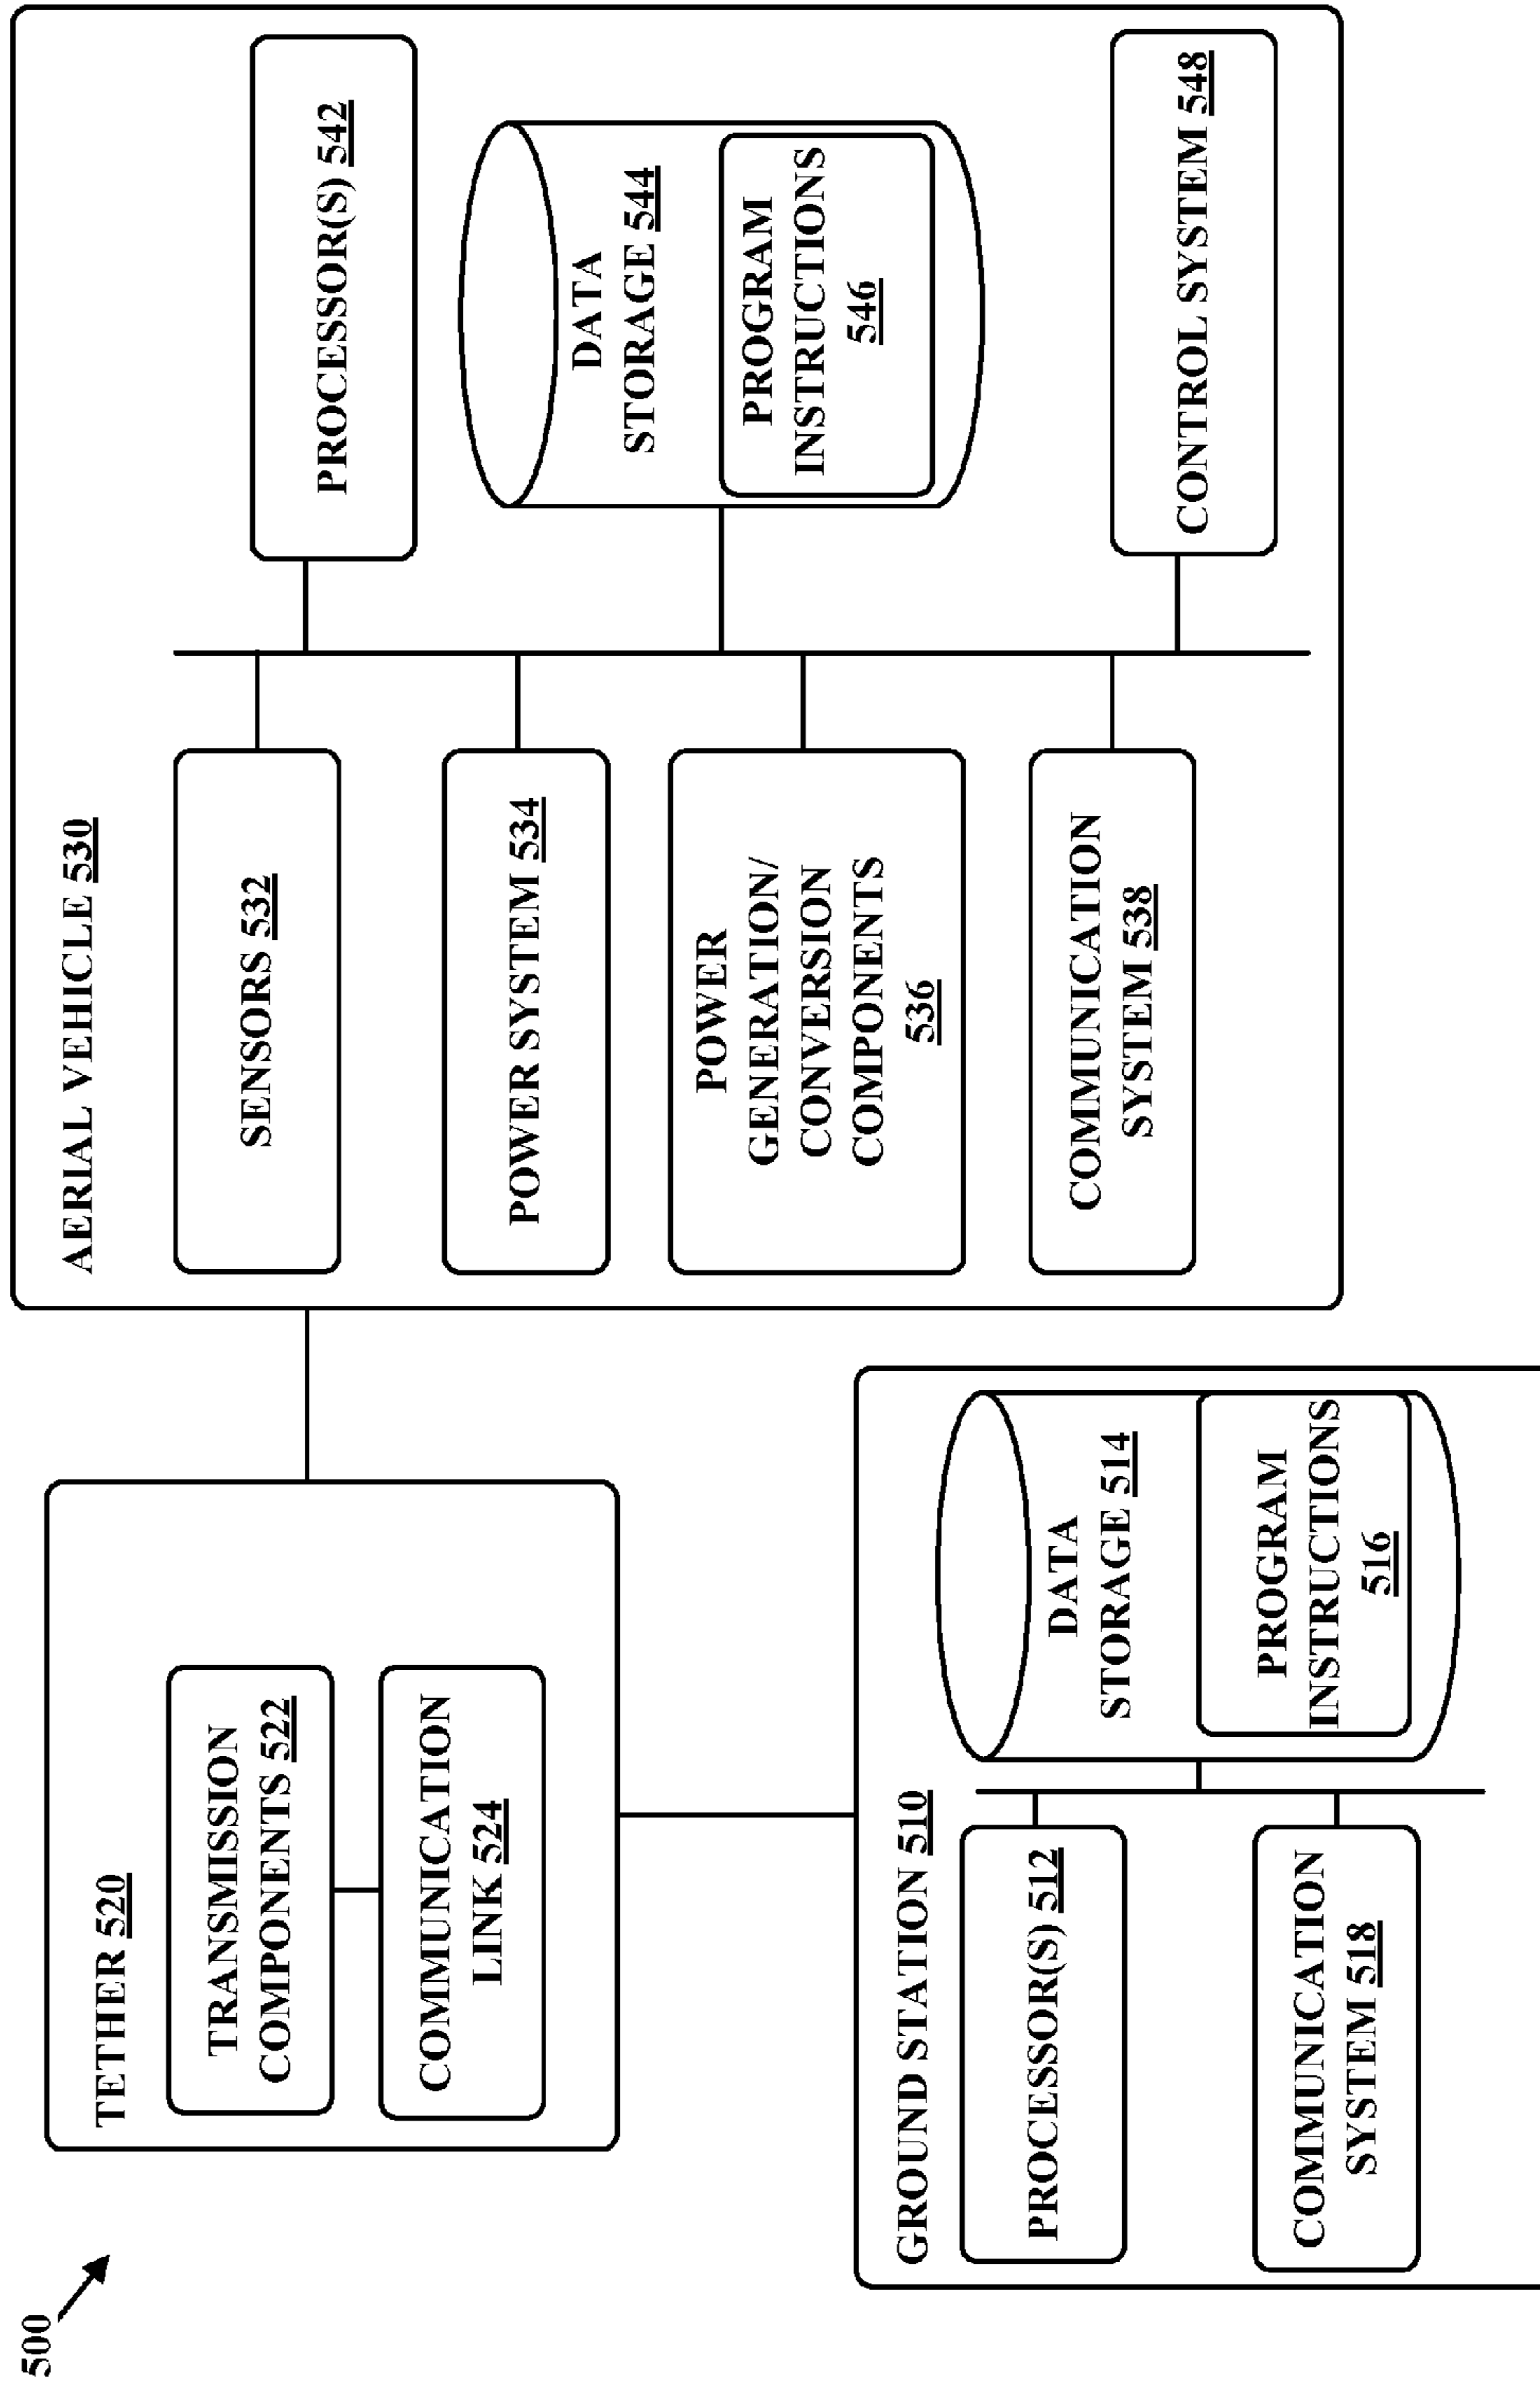 500
TETHER 520
TRANSMISSION
COMPONENTS 522
COMMUNICATION
LINK 524
GROUND STATION 510
PROCESSOR(S) 512
COMMUNICATION
SYSTEM 518
DATA
STORAGE 514
PROGRAM
INSTRUCTIONS
516
AERIAL VEHICLE 530
SENSORS 532
POWER SYSTEM 534
POWER
GENERATION/
CONVERSION
COMPONENTS
536
COMMUNICATION
SYSTEM 538
PROCESSOR(S) 542
DATA
STORAGE 544
PROGRAM
INSTRUCTIONS
546
CONTROL SYSTEM 548